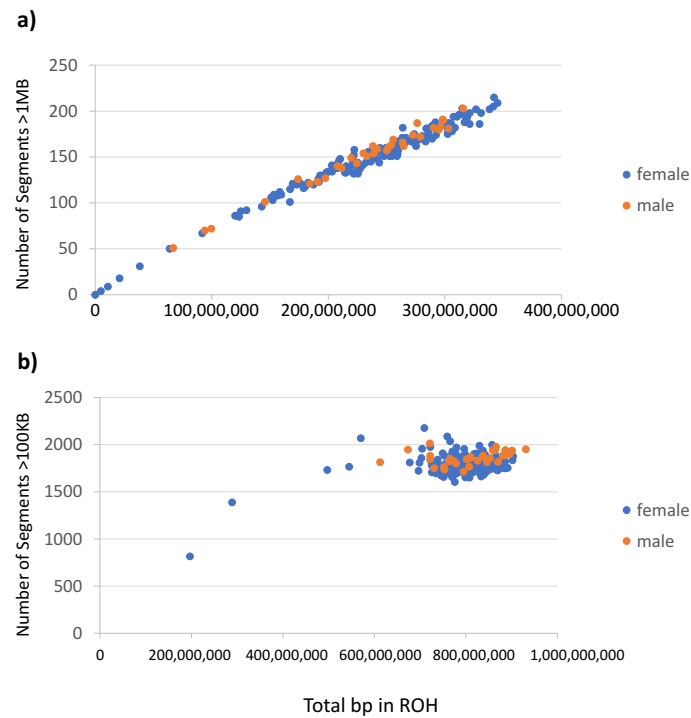 a)
Number of Segments >1MB
250
200
150
100
50
0
0 100,000,000 200,000,000 300,000,000 400,000,000
female
male
b)
Number of Segments >100KB
2500
2000
1500
1000
500
0
0 200,000,000 400,000,000 600,000,000 800,000,000 1,000,000,000
female
male
Total bp in ROH